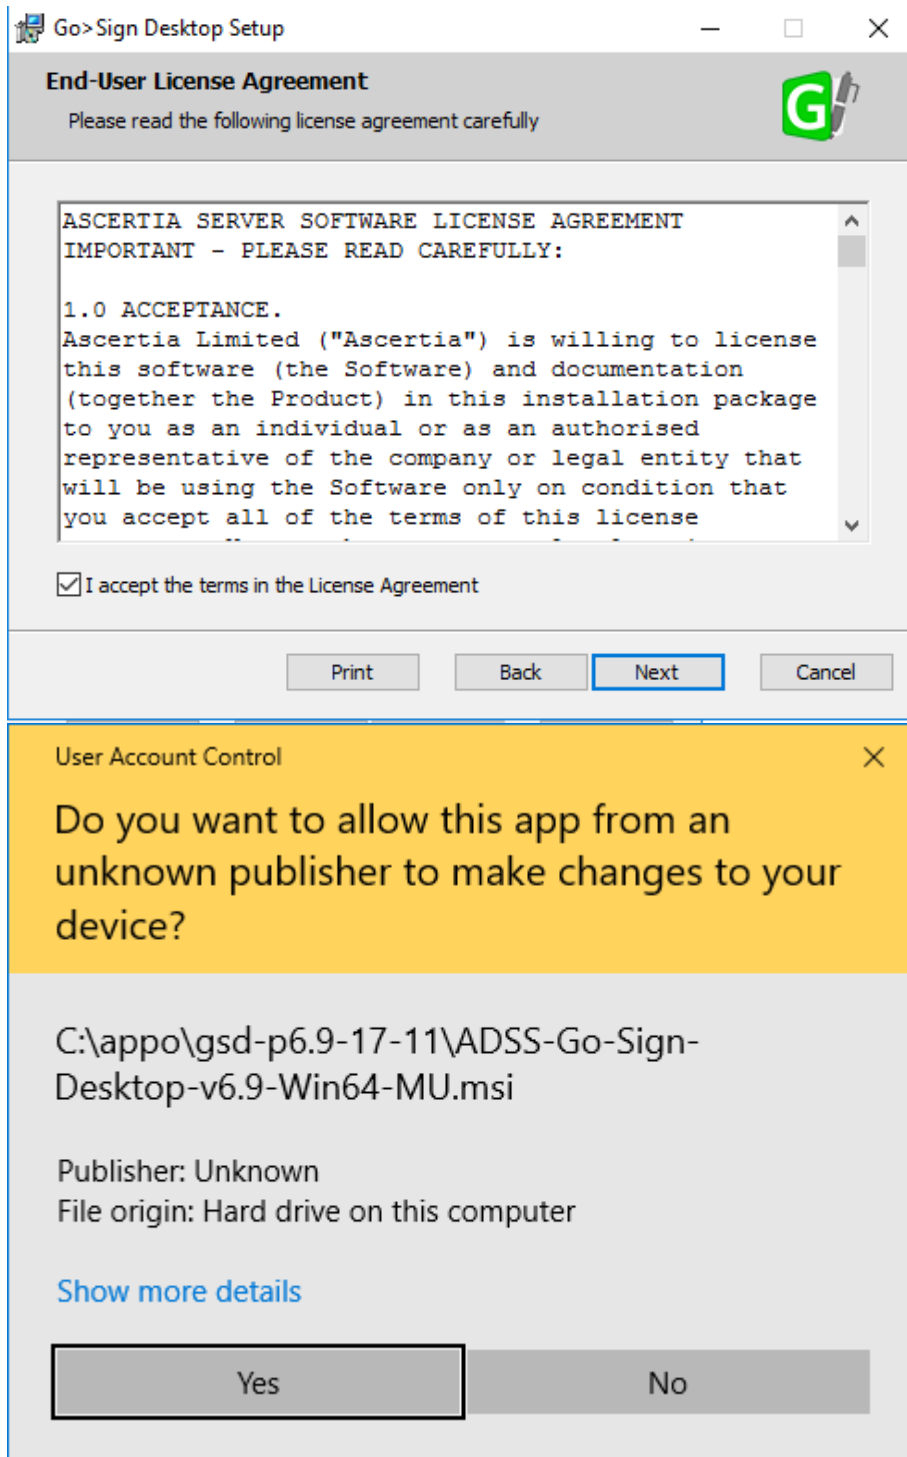 Go>Sign Desktop Setup
End-User License Agreement
Please read the following license agreement carefully
G
ASCERTIA SERVER SOFTWARE LICENSE AGREEMENT
IMPORTANT - PLEASE READ CAREFULLY:
1.0 ACCEPTANCE.
Ascertia Limited ("Ascertia") is willing to license
this software (the Software) and documentation
(together the Product) in this installation package
to you as an individual or as an authorised
representative of the company or legal entity that
will be using the Software only on condition that
you accept all of the terms of this license
I accept the terms in the License Agreement
Print Back Next Cancel
User Account Control
Do you want to allow this app from an
unknown publisher to make changes to your
device?
C:\appo\gsd-p6.9-17-11\ADSS-Go-Sign-
Desktop-v6.9-Win64-MU.msi
Publisher: Unknown
File origin: Hard drive on this computer
Show more details
Yes No